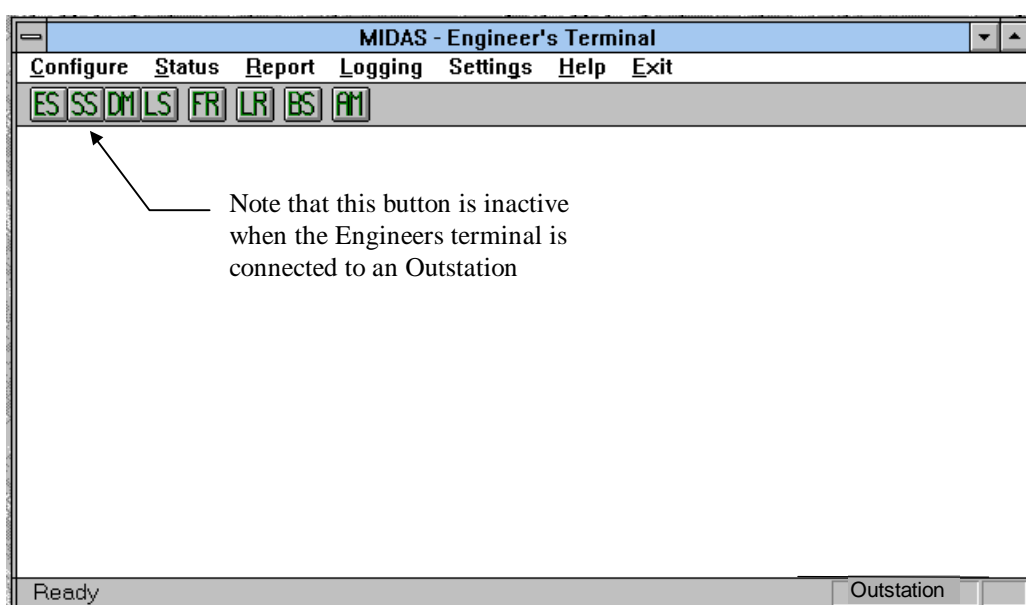 MIDAS - Engineer's Terminal
Configure Status Report Logging Settings Help Exit
ES SS DM LS FR LR BS AM
Note that this button is inactive
when the Engineers terminal is
connected to an Outstation
Ready Outstation